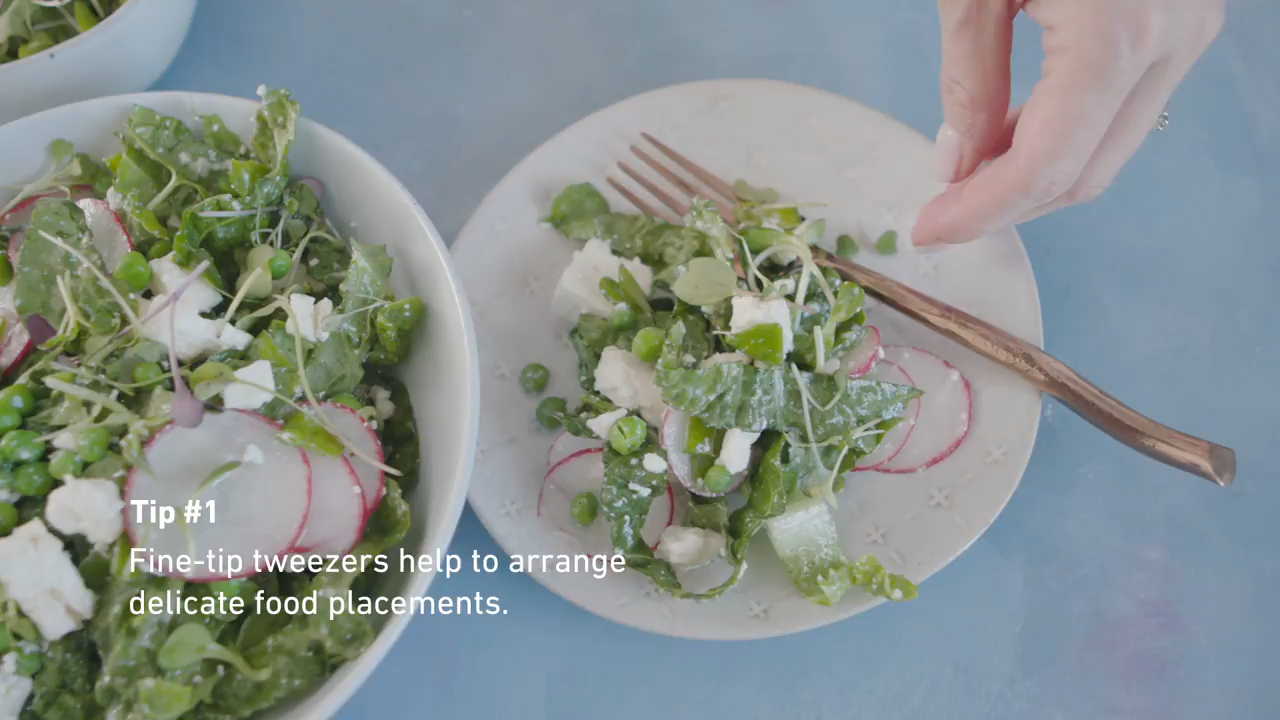 Tip #1
Fine-tip tweezers help to arrange
delicate food placements.